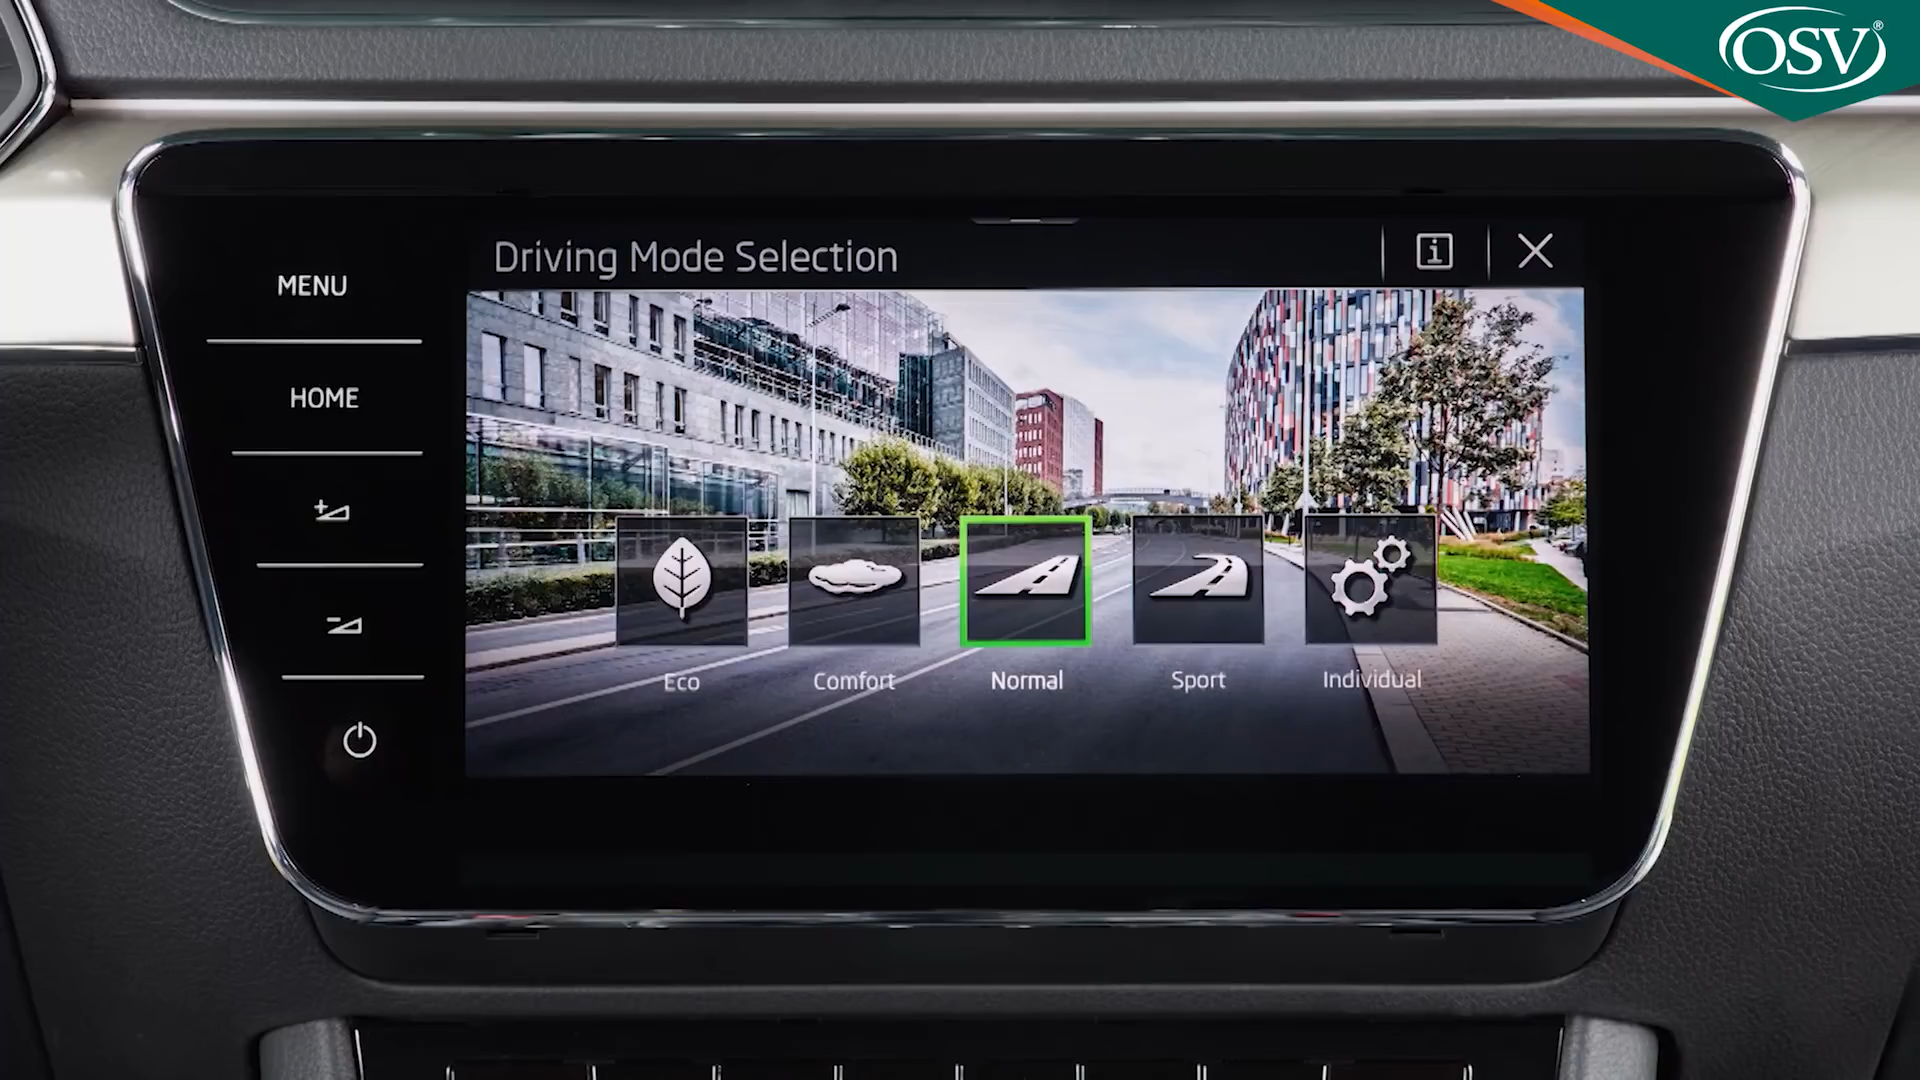 OSV®
Driving Mode Selection
MENU
HOME
Eco
Comfort
Normal
Sport
Individual